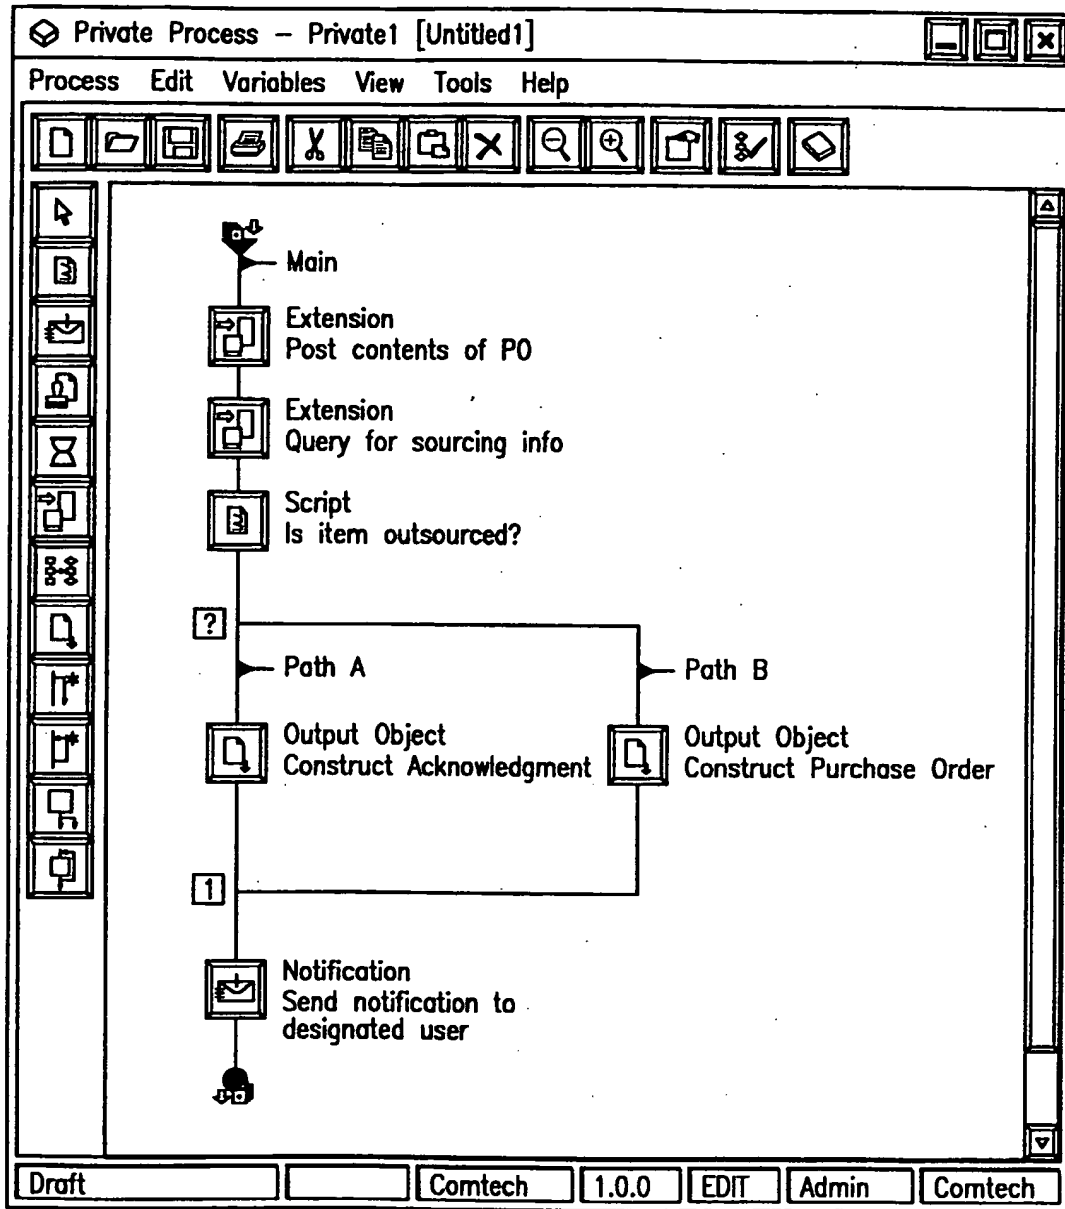 Private Process – Private1 [Untitled1]
Process Edit Variables View Tools Help
Main
Extension
Post contents of PO
Extension
Query for sourcing info
Script
Is item outsourced?
?
Path A
Path B
Output Object
Construct Acknowledgment
Output Object
Construct Purchase Order
1
Notification
Send notification to
designated user
Draft Comtech 1.0.0 EDIT Admin Comtech